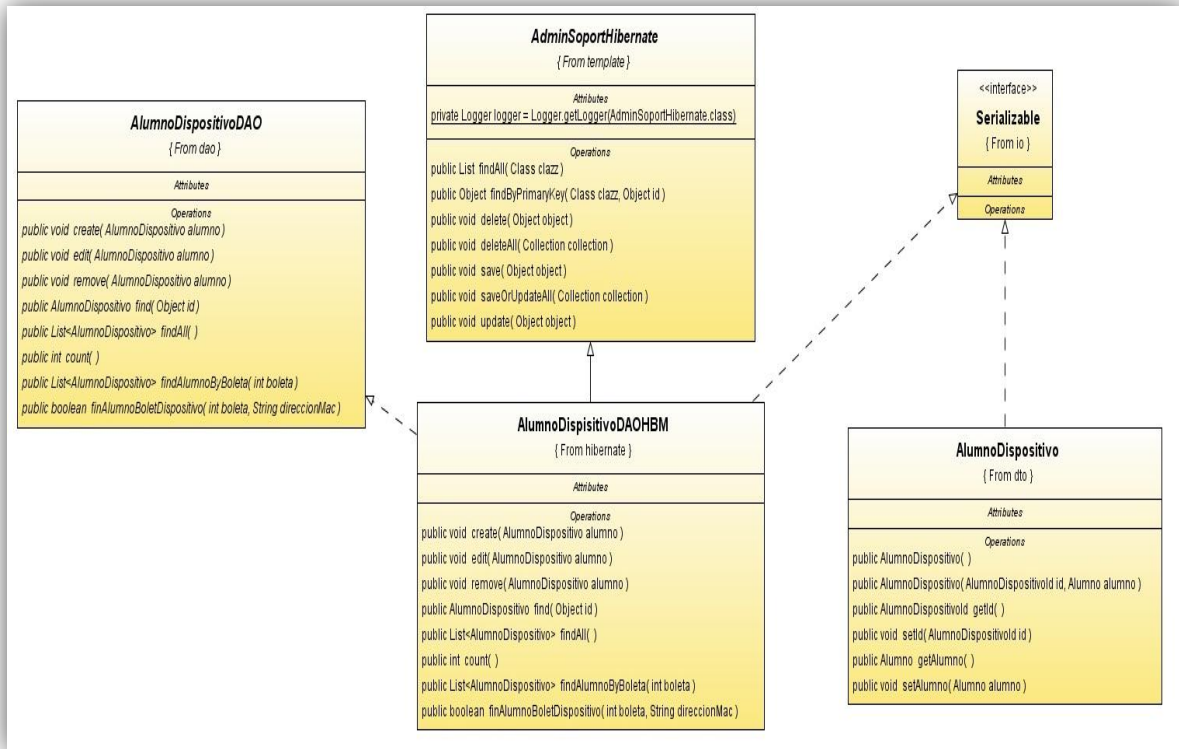 AlumnoDispositivoDAO
{ From dao }
Attributes
Operations
public void create( AlumnoDispositivo alumno )
public void edit( AlumnoDispositivo alumno )
public void remove( AlumnoDispositivo alumno )
public AlumnoDispositivo find( Object id )
public List<AlumnoDispositivo> findAll( )
public int count( )
public List<AlumnoDispositivo> findAlumnoByBoleta( int boleta )
public boolean finAlumnoBoletDispositivo( int boleta, String direccionMac )
AdminSoportHibernate
{ From template }
Attributes
private Logger logger = Logger.getLogger(AdminSoportHibernate.class)
Operations
public List findAll( Class clazz )
public Object findByPrimaryKey( Class clazz, Object id )
public void delete( Object object )
public void deleteAll( Collection collection )
public void save( Object object )
public void saveOrUpdateAll( Collection collection )
public void update( Object object )
<<interface>>
Serializable
{ From io }
Attributes
Operations
AlumnoDispisitivoDAOHBM
{ From hibernate }
Attributes
Operations
public void create( AlumnoDispositivo alumno )
public void edit( AlumnoDispositivo alumno )
public void remove( AlumnoDispositivo alumno )
public AlumnoDispositivo find( Object id )
public List<AlumnoDispositivo> findAll( )
public int count( )
public List<AlumnoDispositivo> findAlumnoByBoleta( int boleta )
public boolean finAlumnoBoletDispositivo( int boleta, String direccionMac )
AlumnoDispositivo
{ From dto }
Attributes
Operations
public AlumnoDispositivo( )
public AlumnoDispositivo( AlumnoDispositivoId id, Alumno alumno )
public AlumnoDispositivoId getId( )
public void setId( AlumnoDispositivoId id )
public Alumno getAlumno( )
public void setAlumno( Alumno alumno )